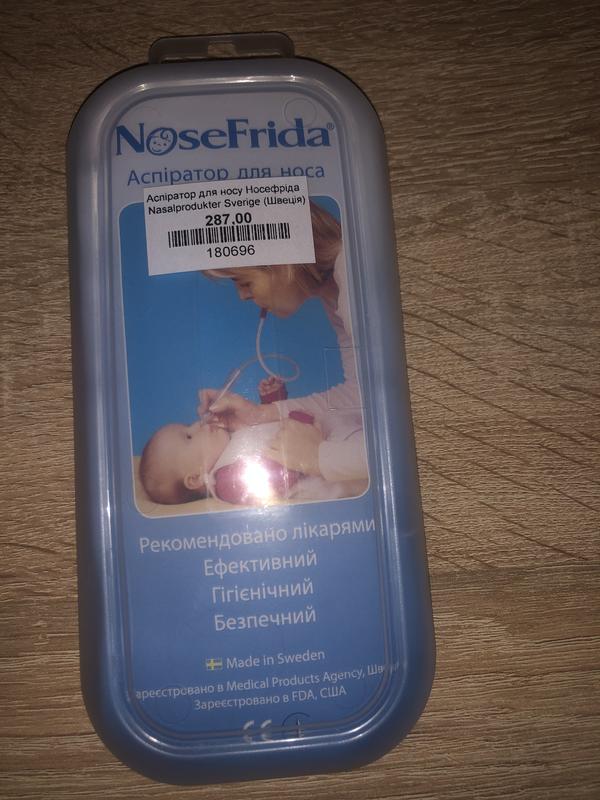 NoseFrida®
Аспіратор для носа
Аспіратор для носу Носефріда
Nasalprodukter Sverige (Швеція)
287,00
180696
Рекомендовано лікарями
Ефективний
Гігієнічний
Безпечний
Made in Sweden
Зареєстровано в Medical Products Agency,
Зареєстровано в FDA, США
CE